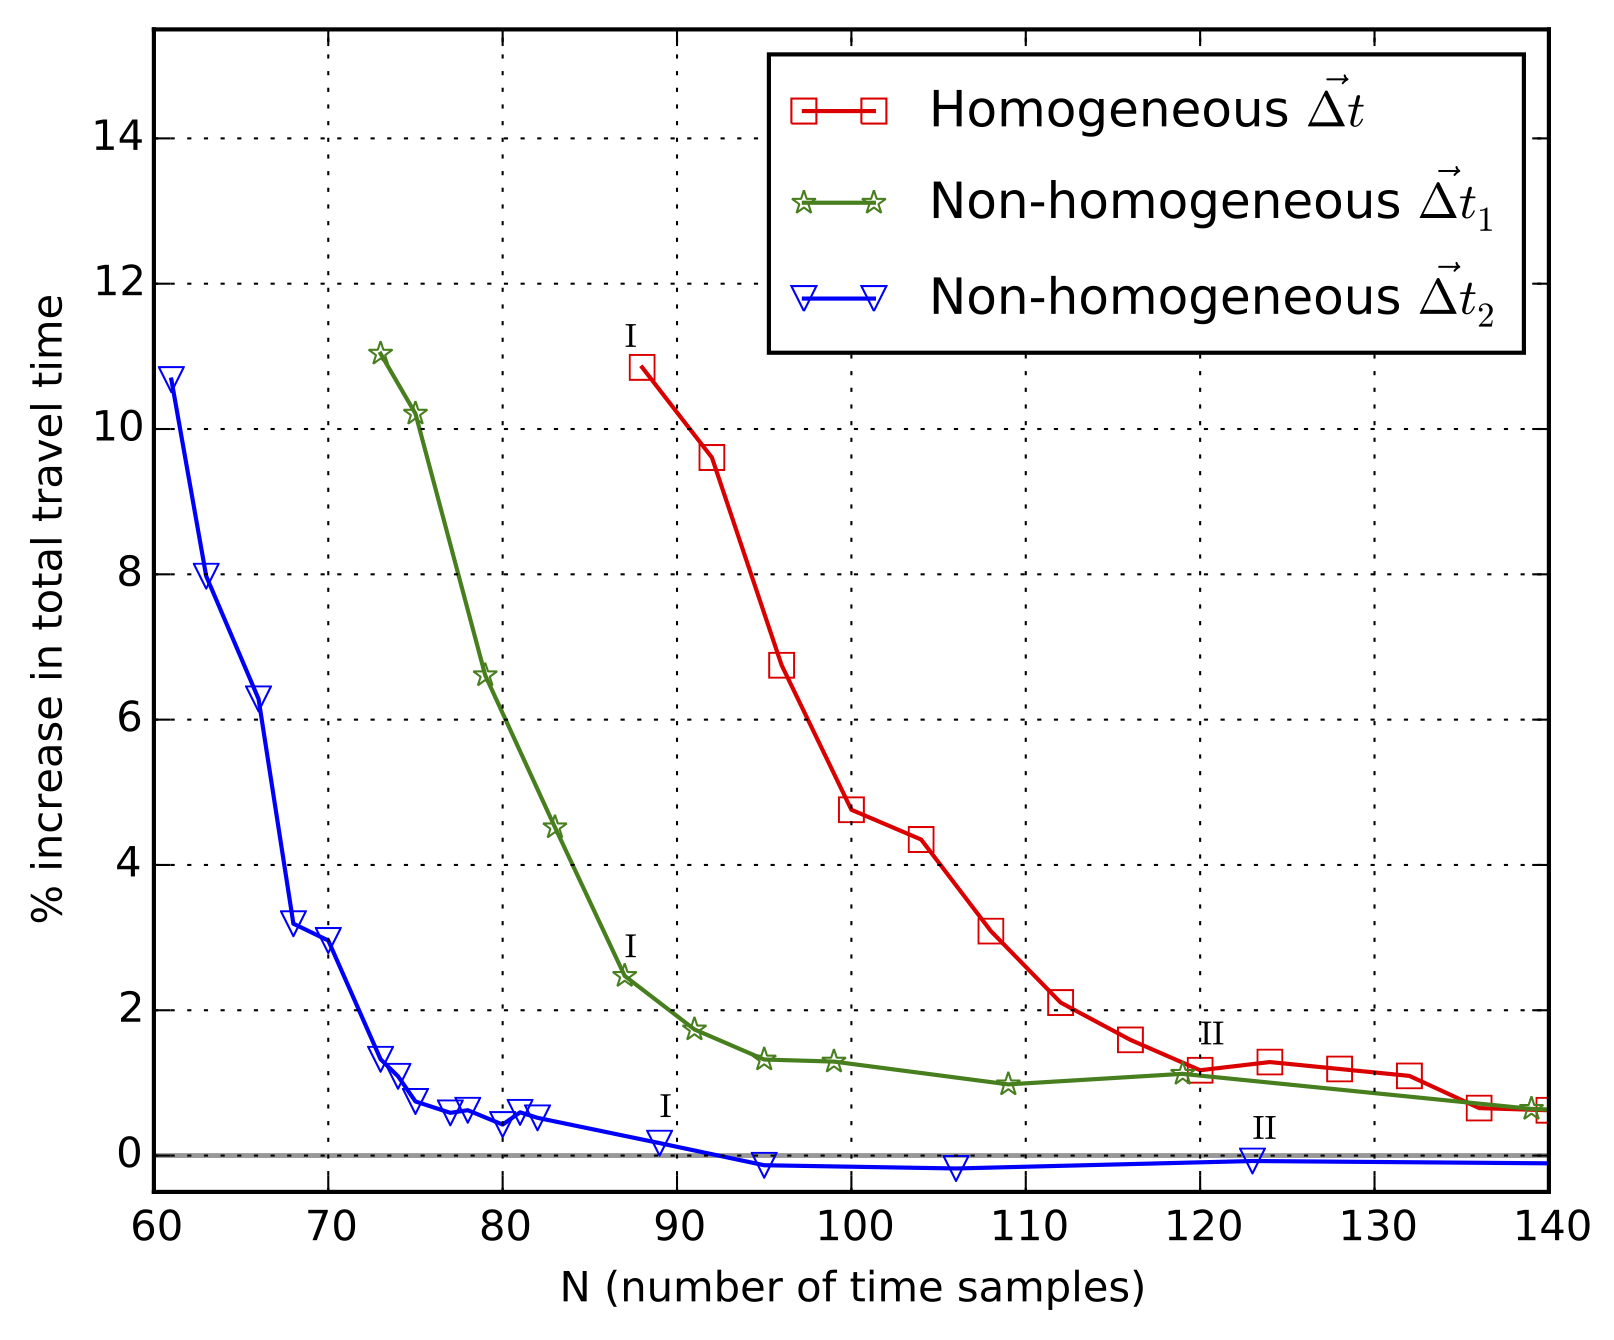 Homogeneous Δ⃗t
Non-homogeneous Δ⃗t₁
Non-homogeneous Δ⃗t₂
% increase in total travel time
14
12
10
8
6
4
2
0
I
I
I
II
II
60 70 80 90 100 110 120 130 140
N (number of time samples)